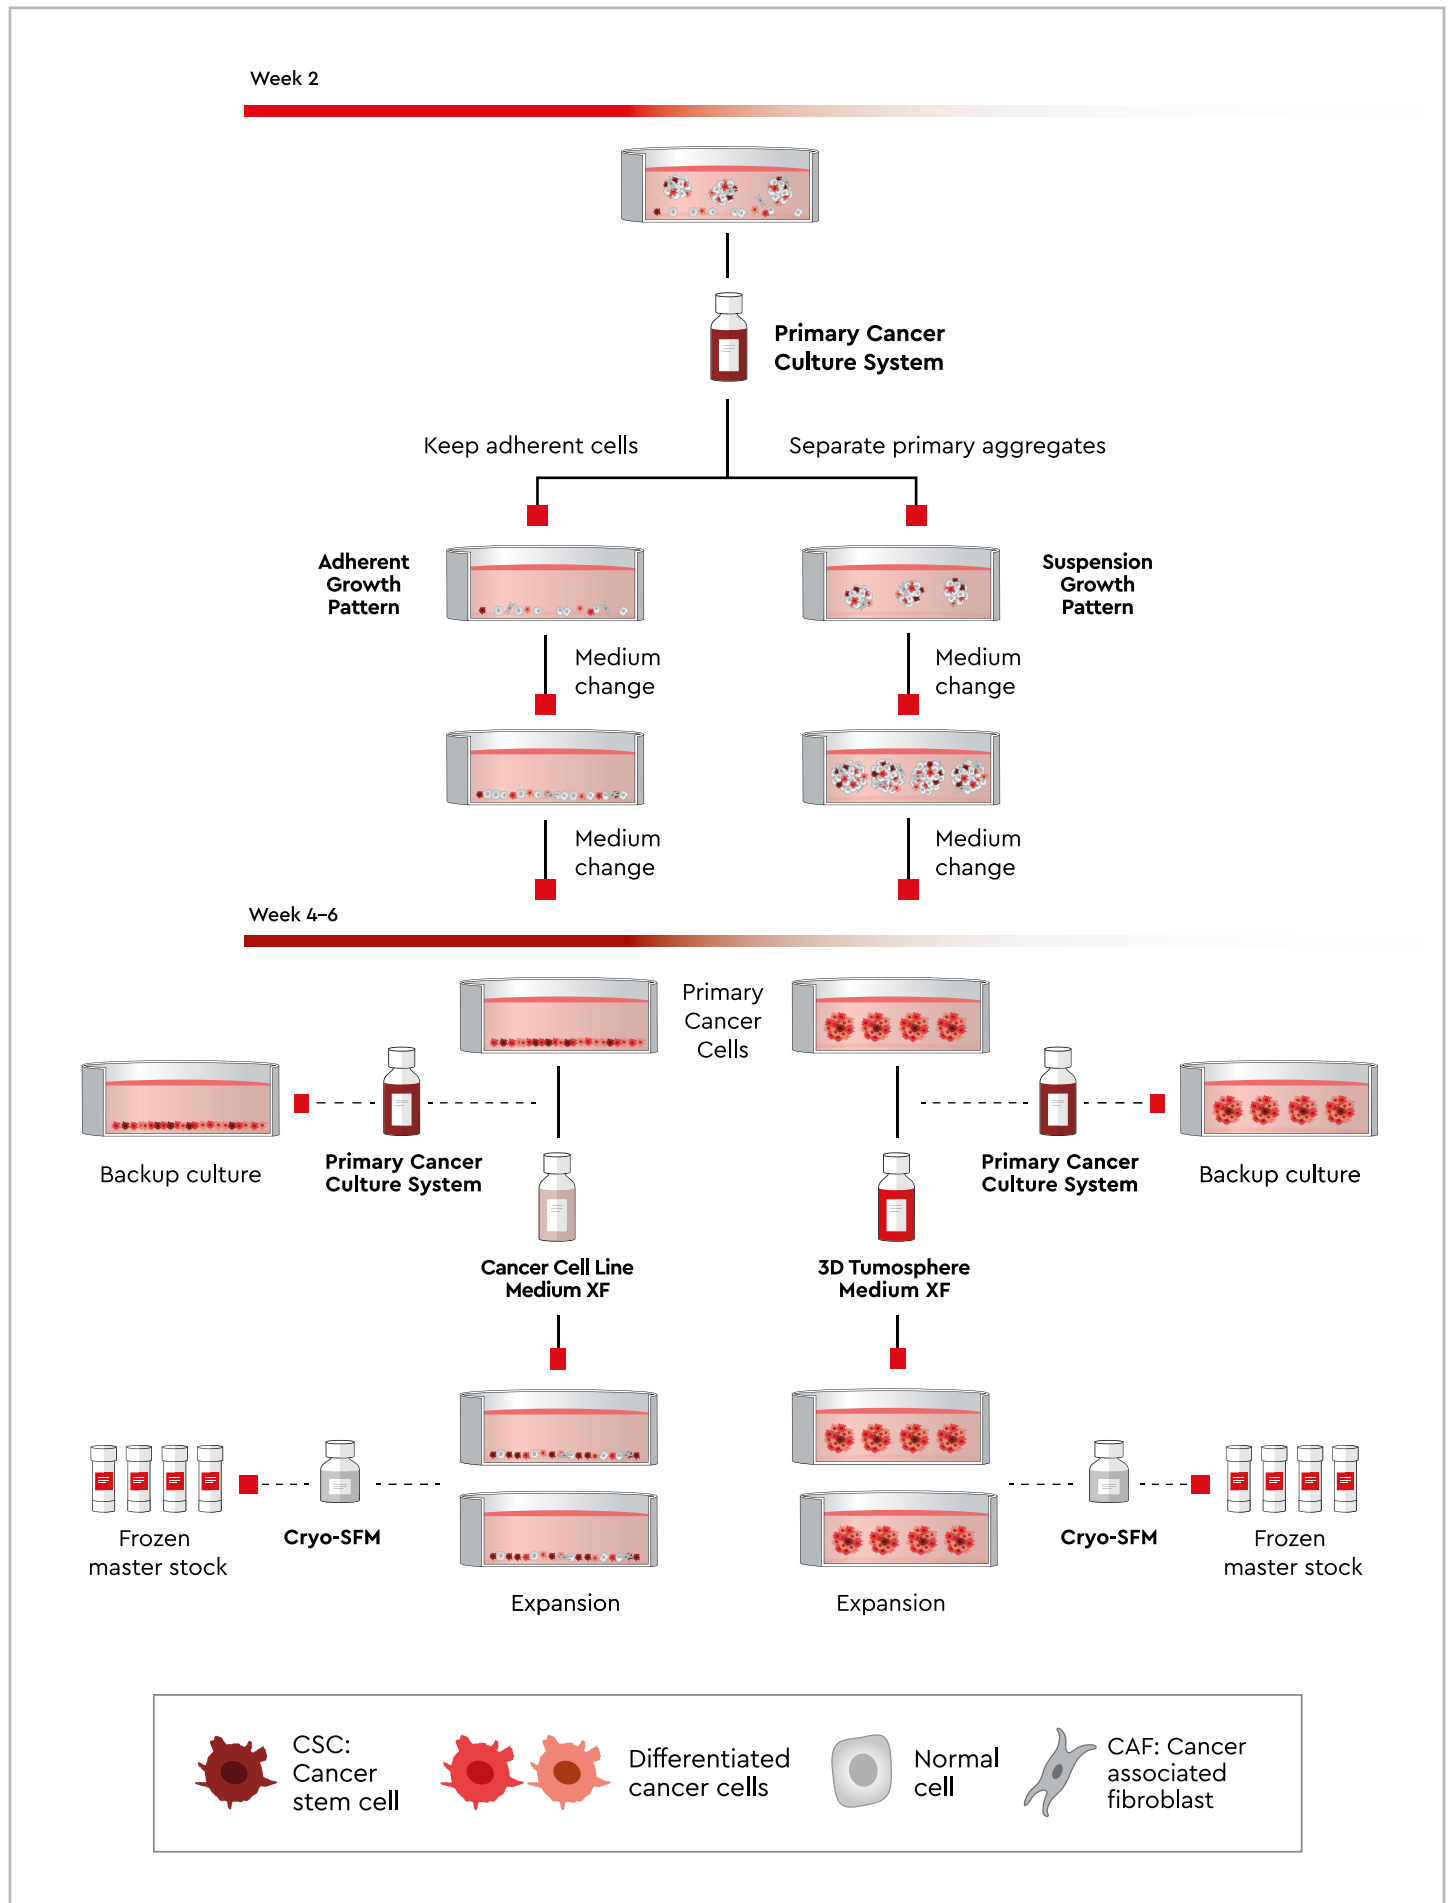 Week 2
Primary Cancer
Culture System
Keep adherent cells
Separate primary aggregates
Adherent
Growth
Pattern
Suspension
Growth
Pattern
Medium
change
Medium
change
Medium
change
Medium
change
Week 4–6
Primary
Cancer
Cells
Backup culture
Primary Cancer
Culture System
Primary Cancer
Culture System
Backup culture
Cancer Cell Line
Medium XF
3D Tumosphere
Medium XF
Frozen
master stock
Cryo-SFM
Expansion
Expansion
Cryo-SFM
Frozen
master stock
CSC:
Cancer
stem cell
Differentiated
cancer cells
Normal
cell
CAF: Cancer
associated
fibroblast